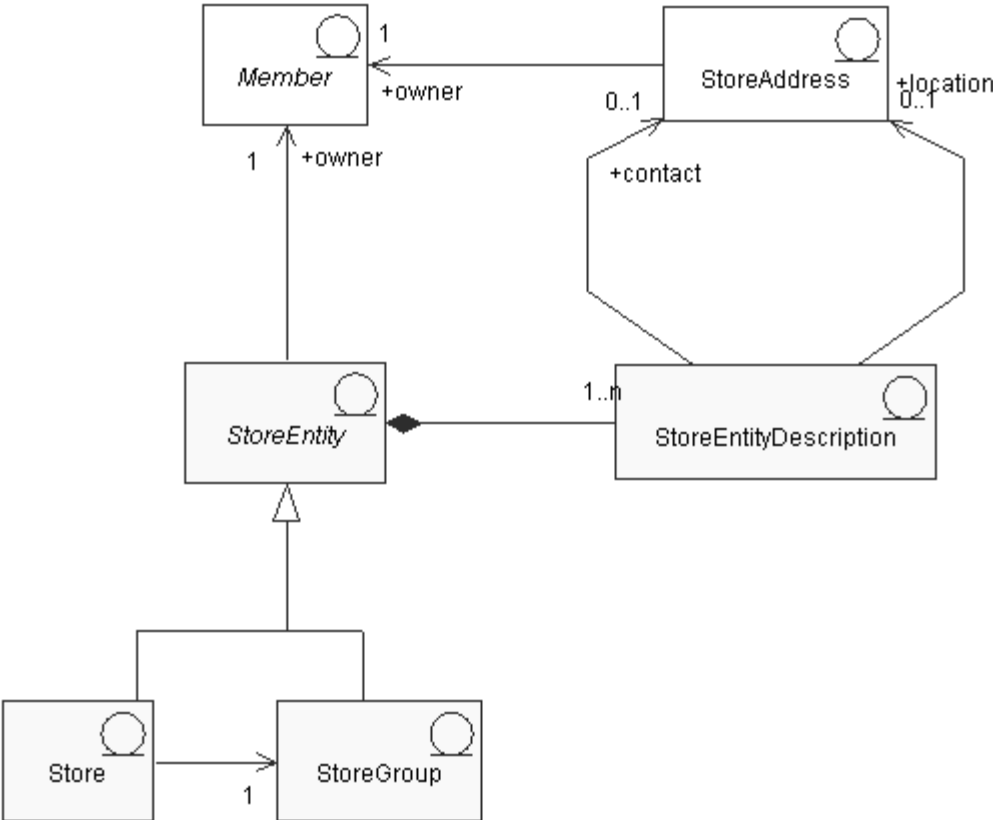 1
Member
+owner
StoreAddress
+location
0..1
0..1
+contact
1
+owner
StoreEntity
1..n
StoreEntityDescription
Store
1
StoreGroup